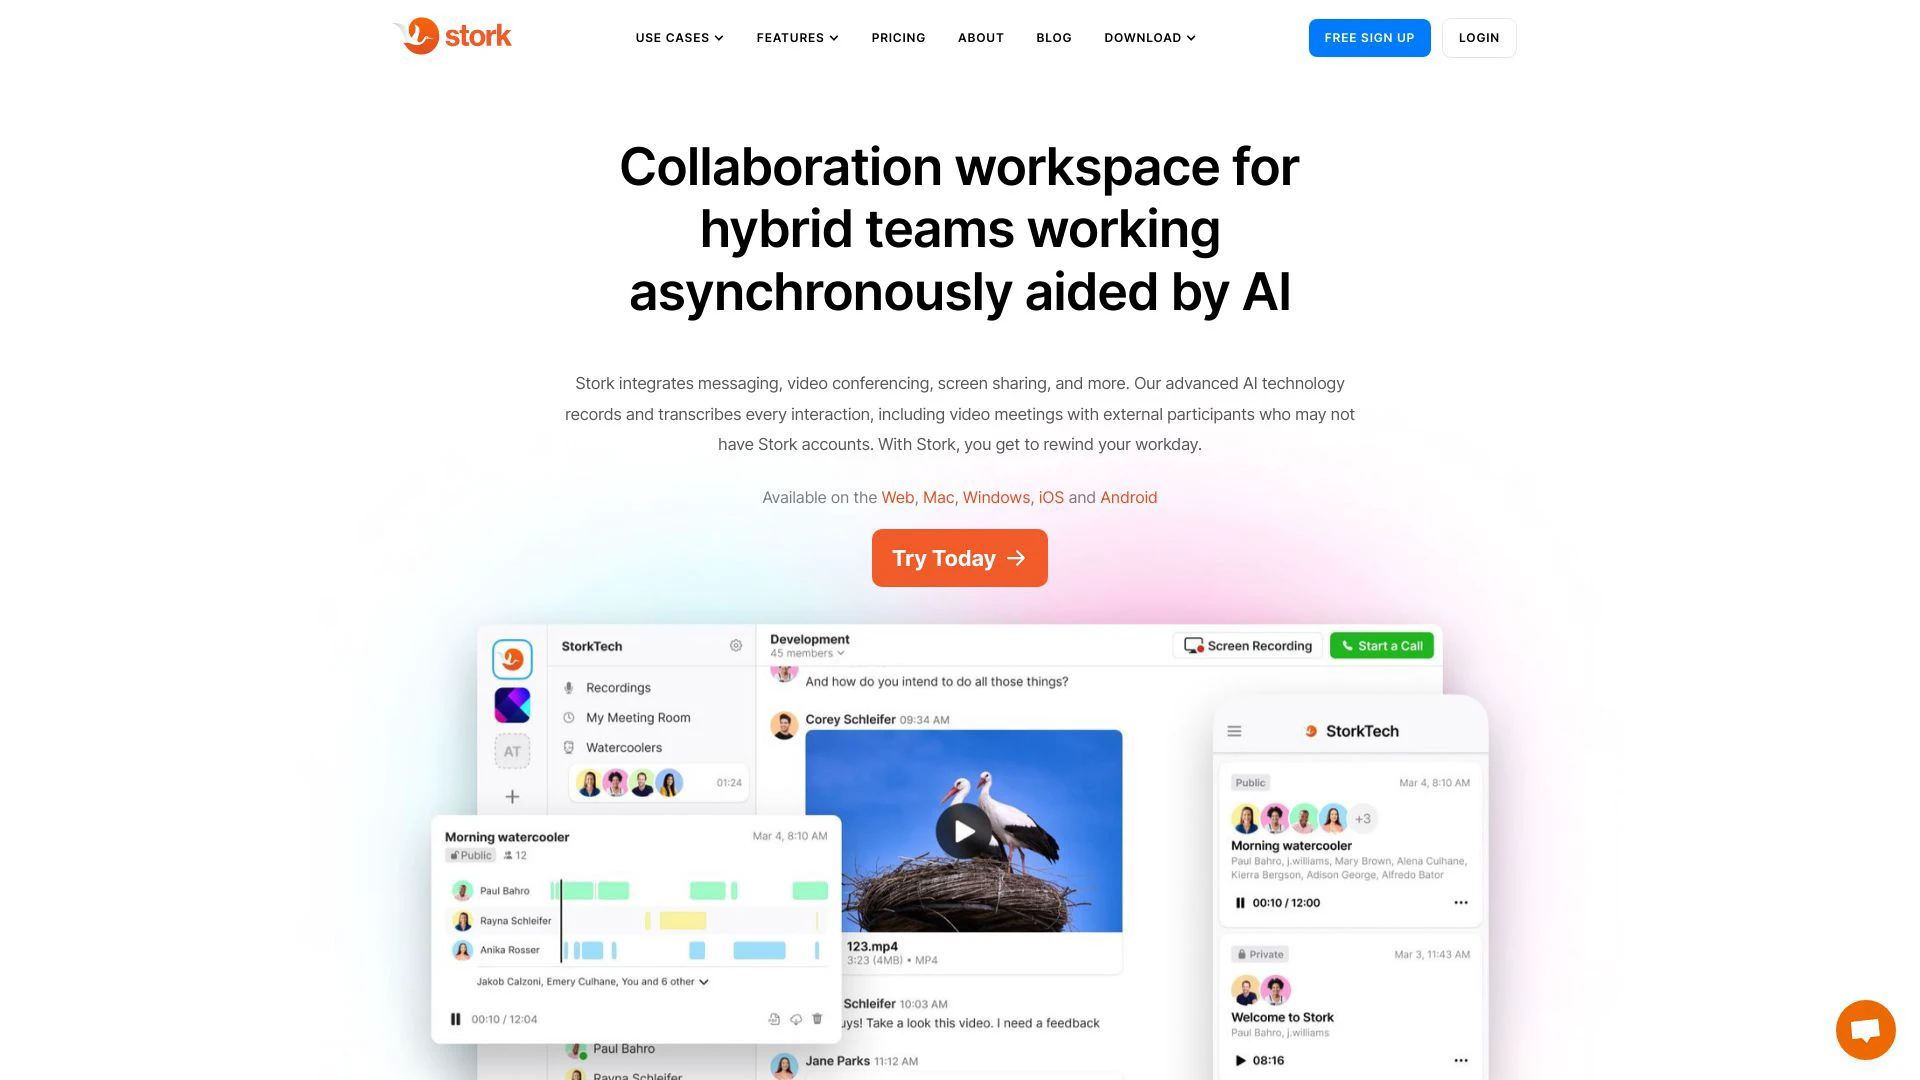 stork
USE CASES
FEATURES
PRICING
ABOUT
BLOG
DOWNLOAD
FREE SIGN UP
LOGIN
Collaboration workspace for
hybrid teams working
asynchronously aided by AI
Stork integrates messaging, video conferencing, screen sharing, and more. Our advanced AI technology
records and transcribes every interaction, including video meetings with external participants who may not
have Stork accounts. With Stork, you get to rewind your workday.
Available on the Web, Mac, Windows, iOS and Android
Try Today
StorkTech
Recordings
My Meeting Room
Watercoolers
01:24
AT
Development
45 members
Screen Recording
Start a Call
And how do you intend to do all those things?
Corey Schleifer 09:34 AM
123.mp4
3:23 (4MB) • MP4
Schleifer 10:03 AM
uys! Take a look this video. I need a feedback
Jane Parks 11:12 AM
Morning watercooler
Mar 4, 8:10 AM
Public 12
Paul Bahro
Rayna Schleifer
Anika Rosser
Jakob Calzoni, Emery Culhane, You and 6 other
00:10 / 12:04
Paul Bahro
Rayna Schleifer
StorkTech
Public
Mar 4, 8:10 AM
+3
Morning watercooler
Paul Bahro, j.williams, Mary Brown, Alena Culhane,
Kierra Bergson, Adison George, Alfredo Bator
00:10 / 12:00
Private
Mar 3, 11:43 AM
Welcome to Stork
Paul Bahro, j.williams
08:16